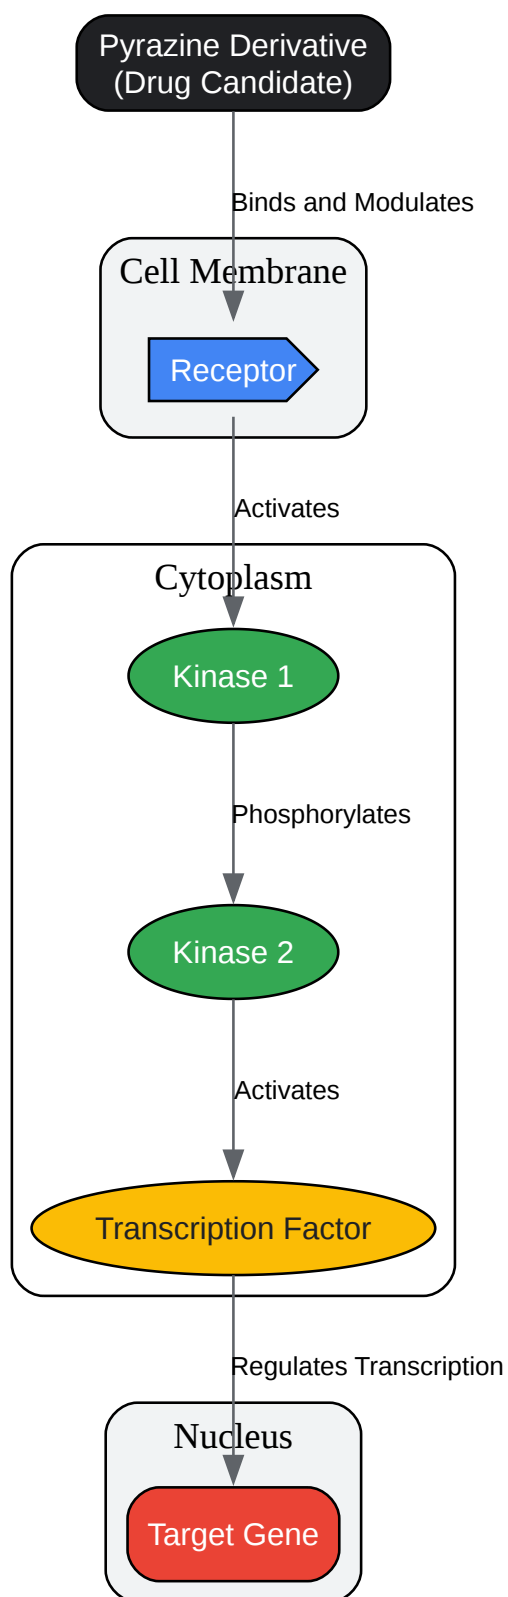 Pyrazine Derivative
(Drug Candidate)
Binds and Modulates
Cell Membrane
Receptor
Activates
Cytoplasm
Kinase 1
Phosphorylates
Kinase 2
Activates
Transcription Factor
Regulates Transcription
Nucleus
Target Gene